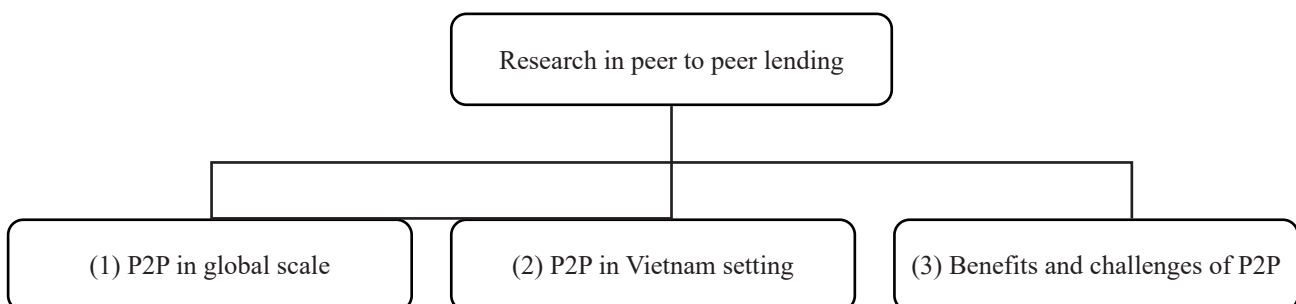 Research in peer to peer lending
(1) P2P in global scale
(2) P2P in Vietnam setting
(3) Benefits and challenges of P2P